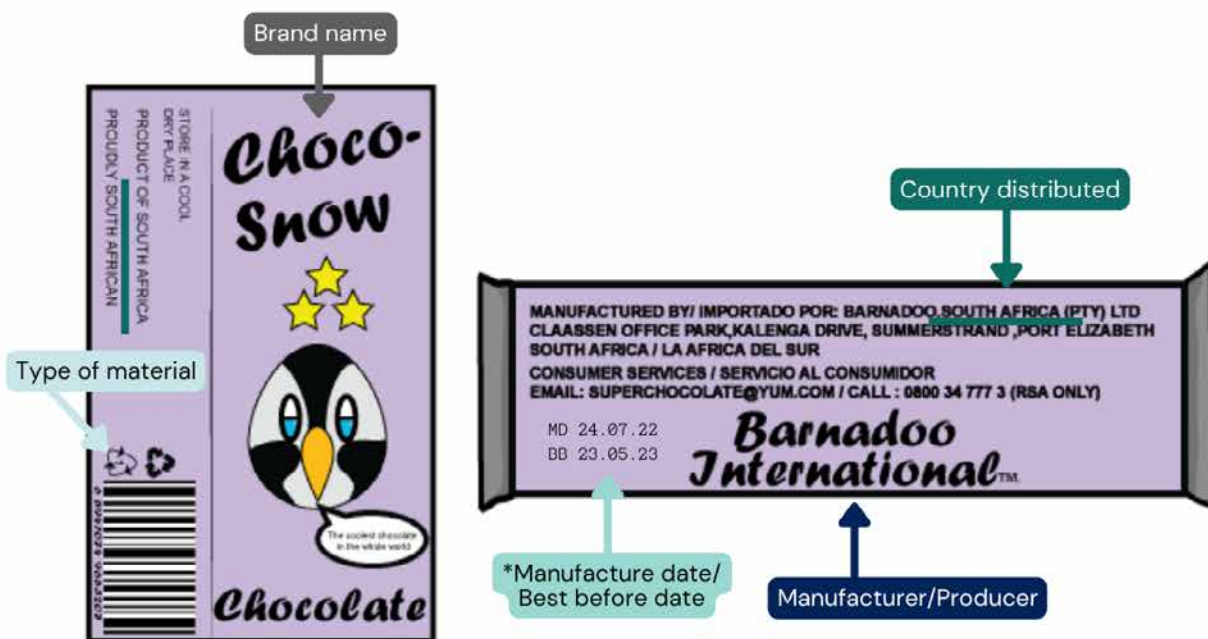 Brand name
Choco-
Snow
STORE IN A COOL
DRY PLACE
PRODUCT OF SOUTH AFRICA
PROUDLY SOUTH AFRICAN
Type of material
The coolest chocolate
in the whole world
Chocolate
Country distributed
MANUFACTURED BY/ IMPORTADO POR: BARNADOO SOUTH AFRICA (PTY) LTD
CLAASSEN OFFICE PARK,KALENGA DRIVE, SUMMERSTRAND ,PORT ELIZABETH
SOUTH AFRICA / LA AFRICA DEL SUR
CONSUMER SERVICES / SERVICIO AL CONSUMIDOR
EMAIL: SUPERCHOCOLATE@YUM.COM / CALL : 0800 34 777 3 (RSA ONLY)
MD 24.07.22
BB 23.05.23
Barnadoo
International™
*Manufacture date/
Best before date
Manufacturer/Producer